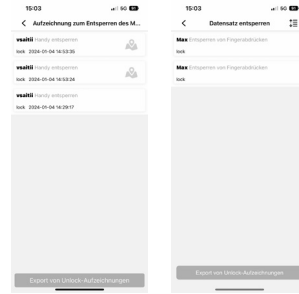 15:03
5G
Aufzeichnung zum Entsperren des M...
vsaitii Handy entsperren
lock 2024-01-04 14:53:35
vsaitii Handy entsperren
lock 2024-01-04 14:53:24
vsaitii Handy entsperren
lock 2024-01-04 14:29:17
Export von Unlock-Aufzeichnungen
15:03
5G
Datensatz entsperren
Max Entsperren von Fingerabdrücken
lock
Max Entsperren von Fingerabdrücken
lock
Export von Unlock-Aufzeichnungen